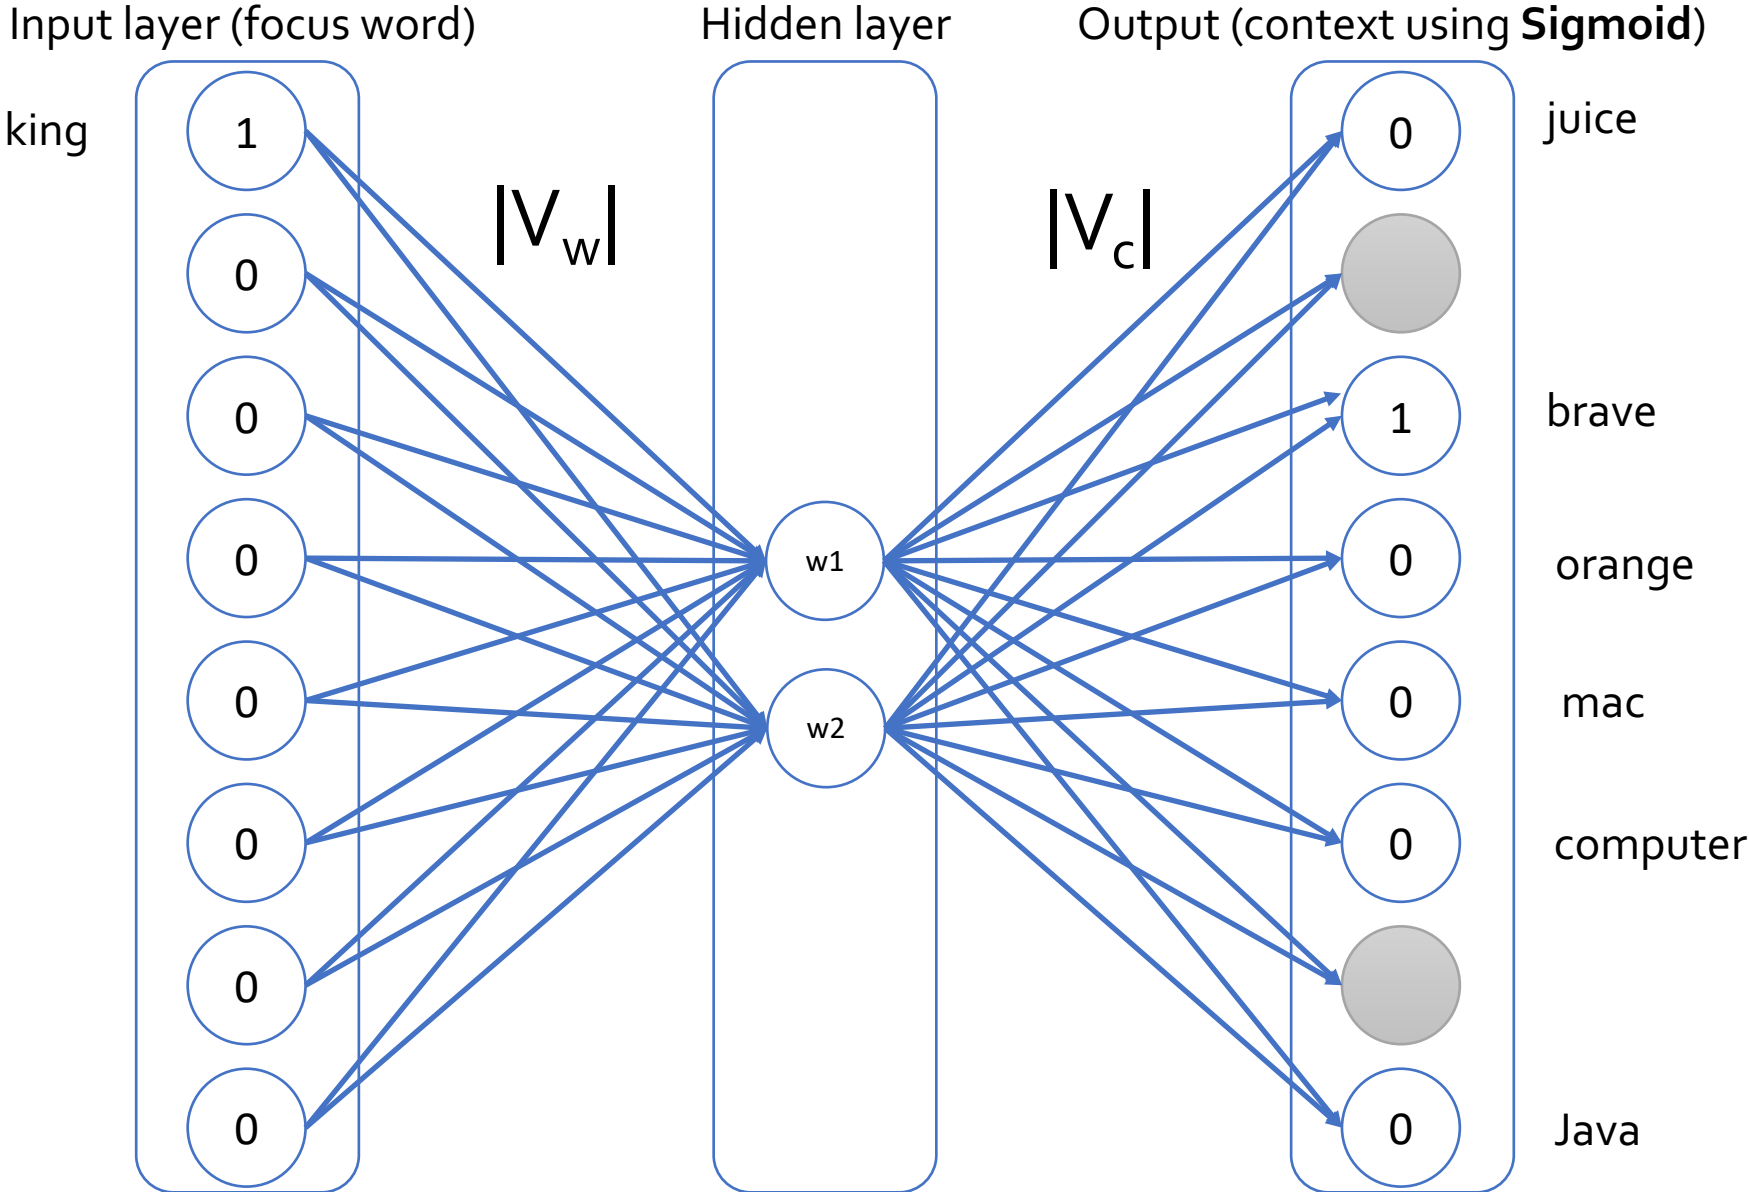 Input layer (focus word)
Hidden layer
Output (context using Sigmoid)
king
1
0
0
0
0
0
0
0
|Vw|
w1
w2
|Vc|
0
juice
1
brave
0
orange
0
mac
0
computer
0
Java